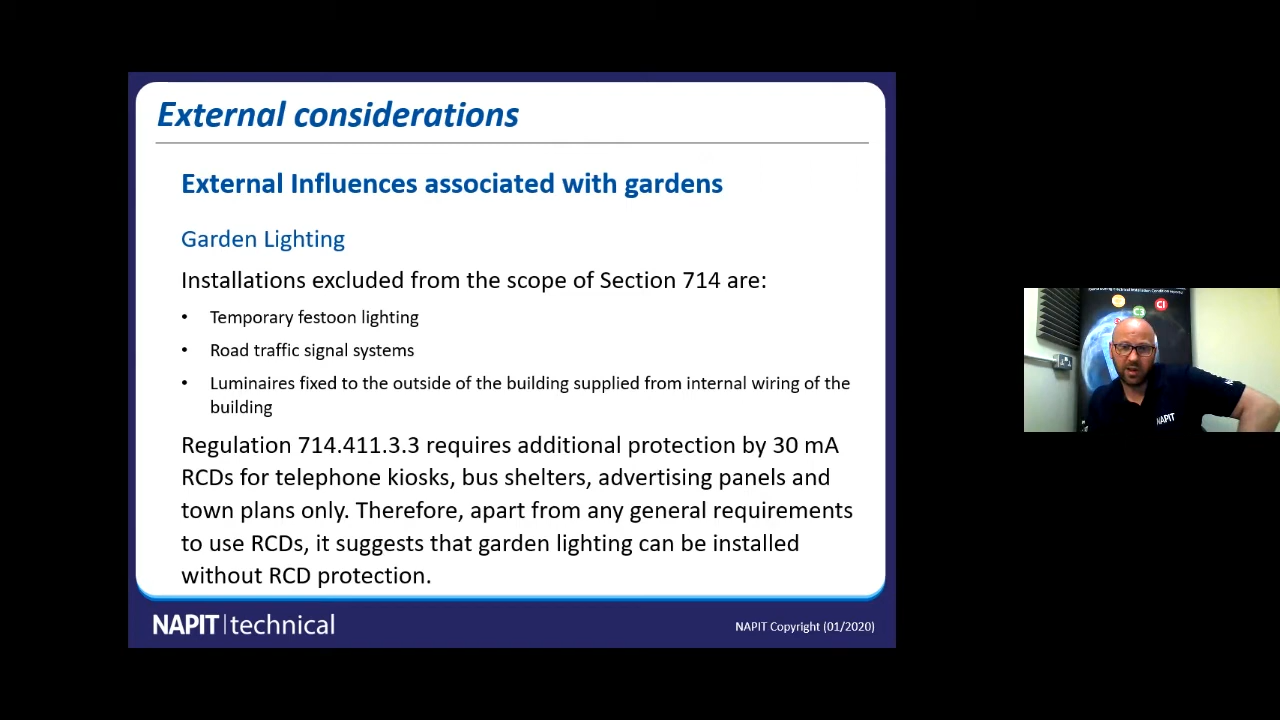 External considerations
External Influences associated with gardens
Garden Lighting
Installations excluded from the scope of Section 714 are:
• Temporary festoon lighting
• Road traffic signal systems
• Luminaires fixed to the outside of the building supplied from internal wiring of the
building
Regulation 714.411.3.3 requires additional protection by 30 mA
RCDs for telephone kiosks, bus shelters, advertising panels and
town plans only. Therefore, apart from any general requirements
to use RCDs, it suggests that garden lighting can be installed
without RCD protection.
NAPIT | technical
NAPIT Copyright (01/2020)
C1
NAPIT